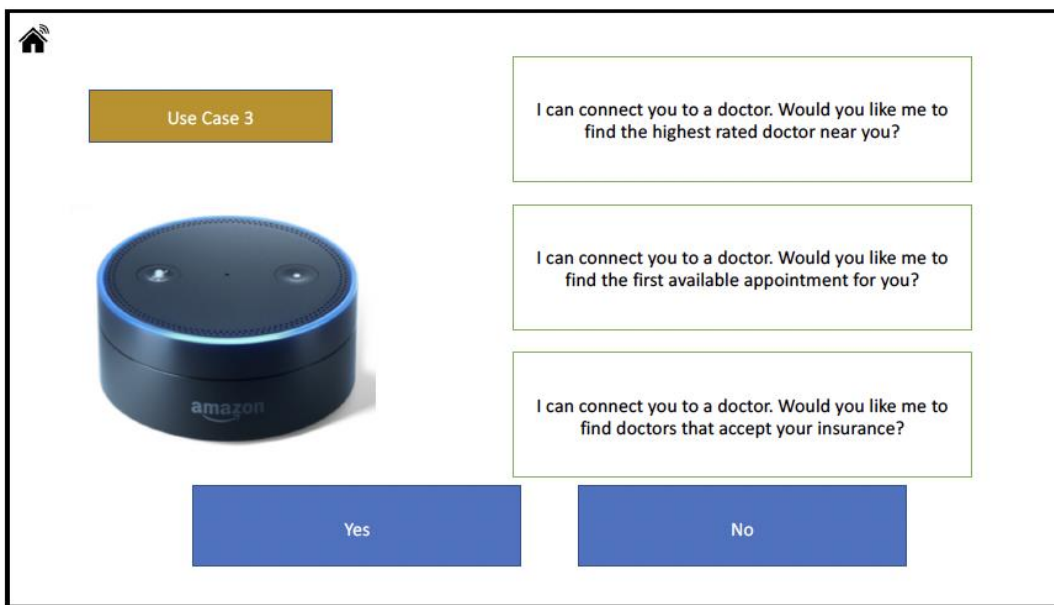 Use Case 3
I can connect you to a doctor. Would you like me to
find the highest rated doctor near you?
I can connect you to a doctor. Would you like me to
find the first available appointment for you?
amazon
I can connect you to a doctor. Would you like me to
find doctors that accept your insurance?
Yes
No